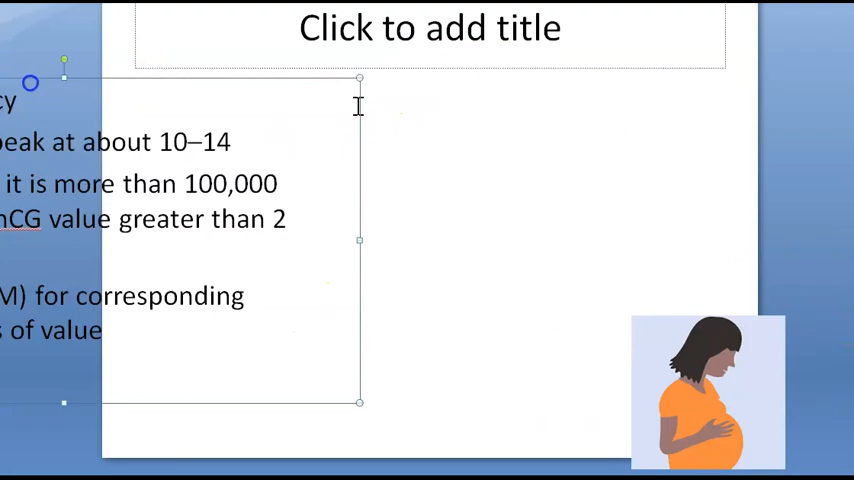 Click to add title
cy
peak at about 10–14
it is more than 100,000
hCG value greater than 2
M) for corresponding
s of value